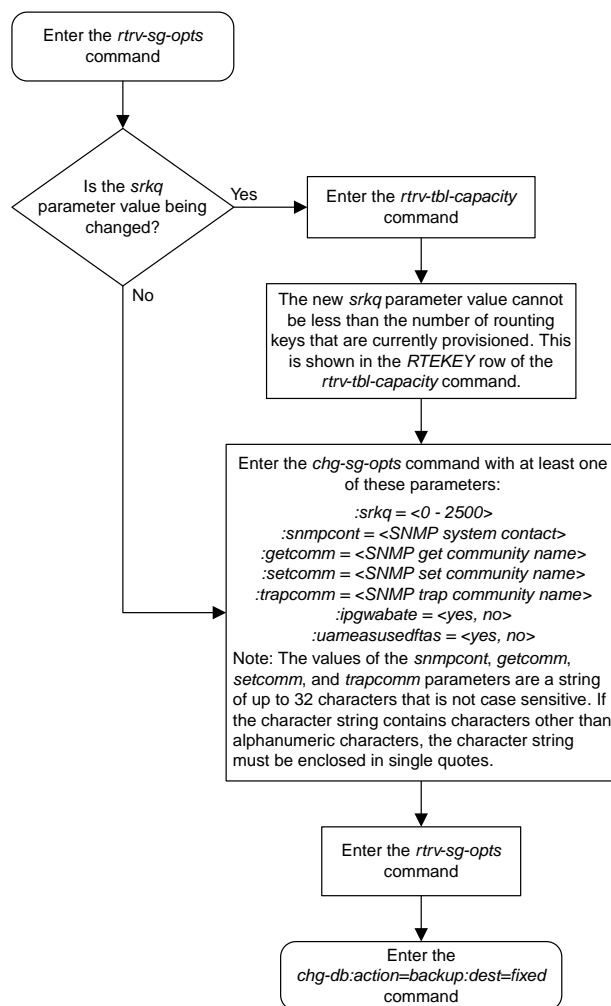 Enter the rtrv-sg-opts
command
Is the srkq
parameter value being
changed?
Yes
Enter the rtrv-tbl-capacity
command
No
The new srkq parameter value cannot
be less than the number of rounting
keys that are currently provisioned. This
is shown in the RTEKEY row of the
rtrv-tbl-capacity command.
Enter the chg-sg-opts command with at least one
of these parameters:
:srkq = <0 - 2500>
:snmpcont = <SNMP system contact>
:getcomm = <SNMP get community name>
:setcomm = <SNMP set community name>
:trapcomm = <SNMP trap community name>
:ipgwabate = <yes, no>
:uameasusedftas = <yes, no>
Note: The values of the snmpcont, getcomm,
setcomm, and trapcomm parameters are a string
of up to 32 characters that is not case sensitive. If
the character string contains characters other than
alphanumeric characters, the character string
must be enclosed in single quotes.
Enter the rtrv-sg-opts
command
Enter the
chg-db:action=backup:dest=fixed
command